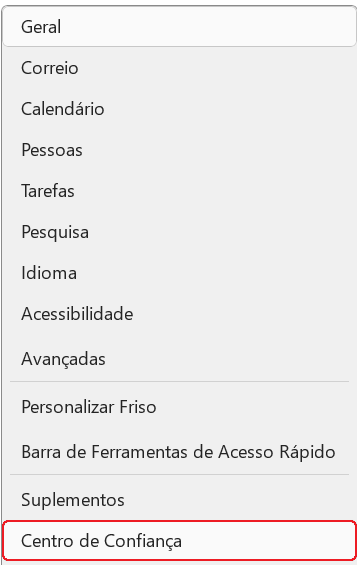 Geral
Correio
Calendário
Pessoas
Tarefas
Pesquisa
Idioma
Acessibilidade
Avançadas
Personalizar Friso
Barra de Ferramentas de Acesso Rápido
Suplementos
Centro de Confiança